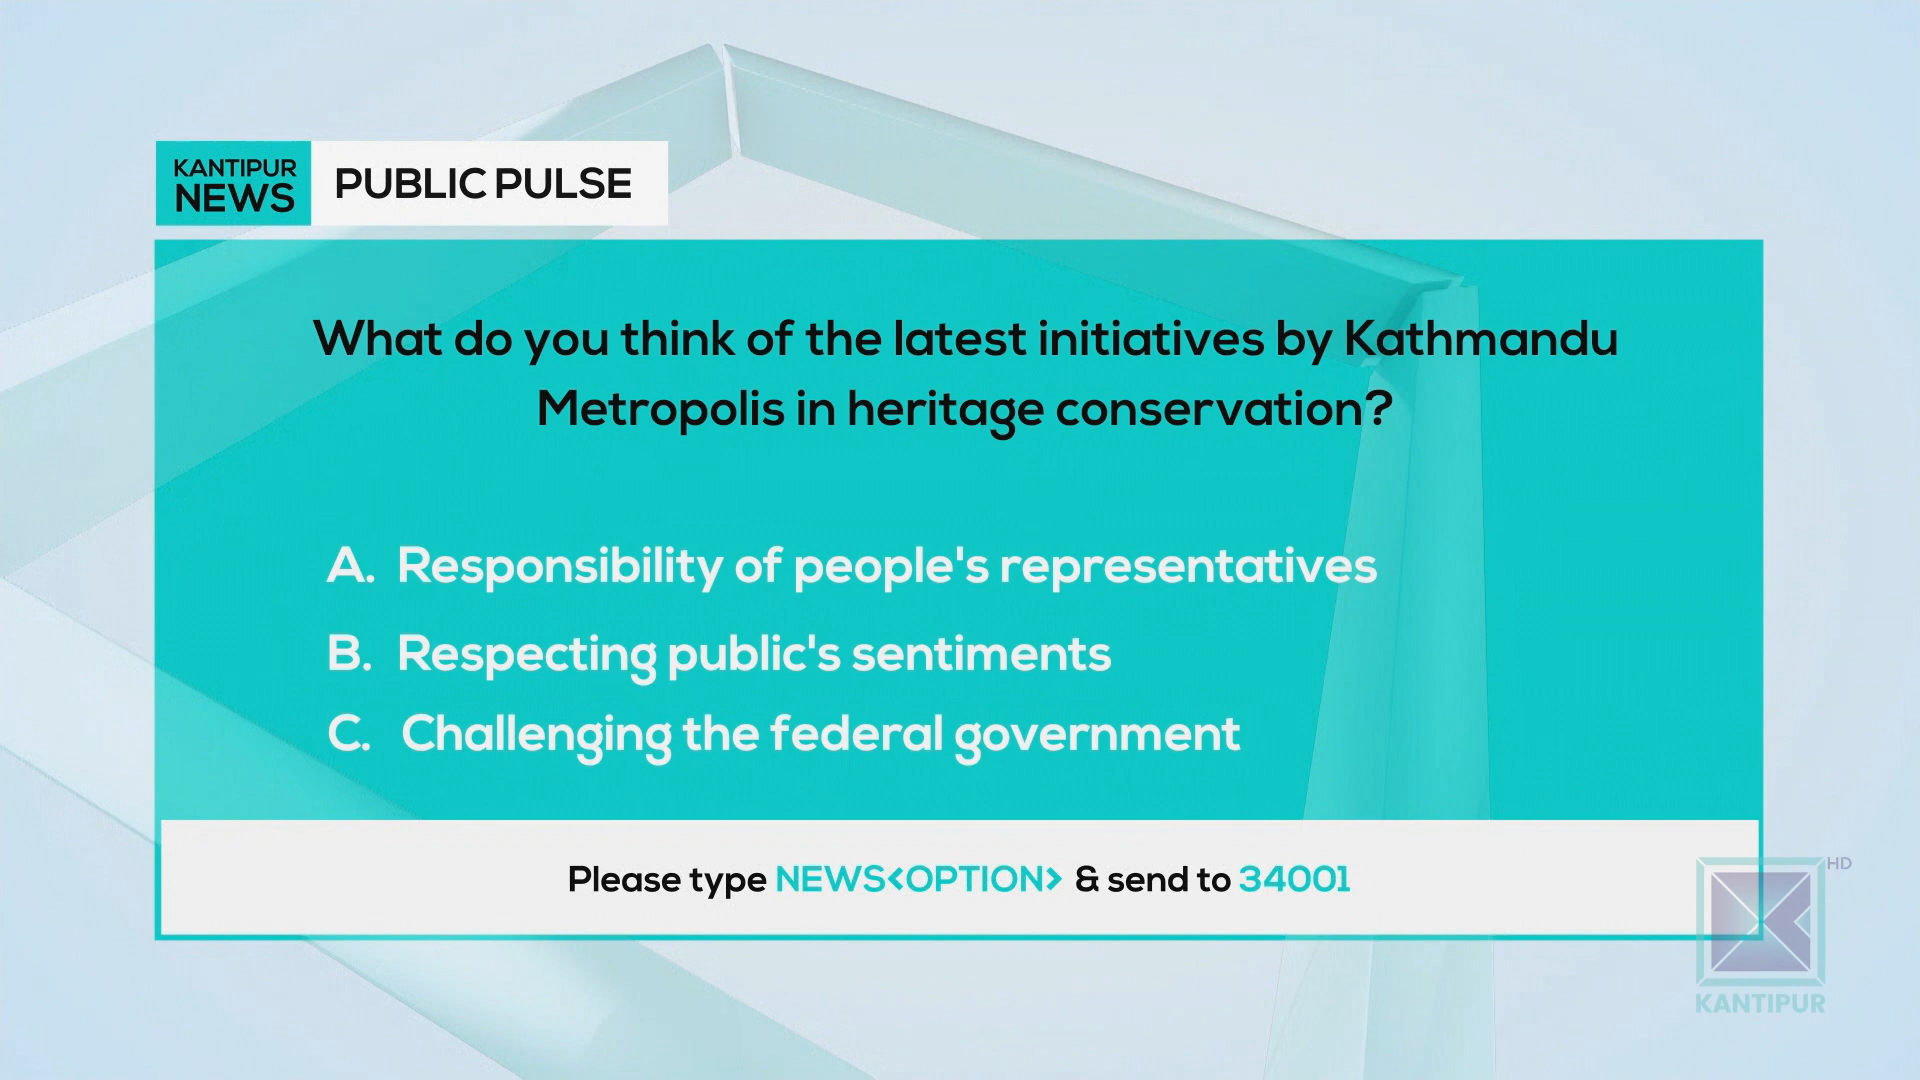 KANTIPUR
NEWS
PUBLIC PULSE
What do you think of the latest initiatives by Kathmandu
Metropolis in heritage conservation?
A. Responsibility of people's representatives
B. Respecting public's sentiments
C. Challenging the federal government
Please type NEWS<OPTION> & send to 34001
HD
KANTIPUR